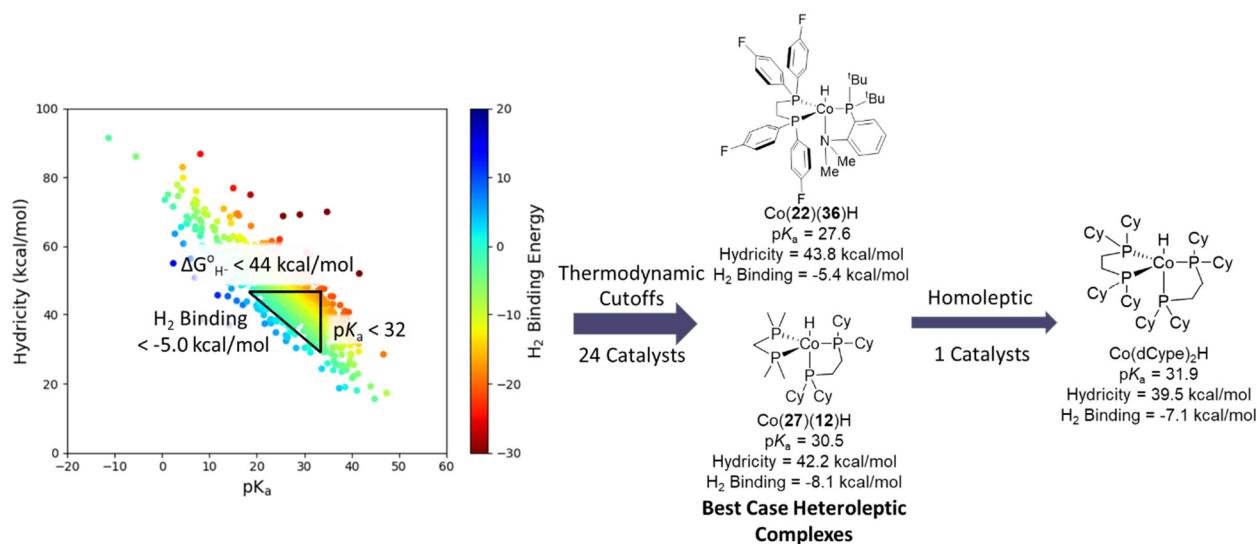 100
80
60
40
20
0
-20
-10
0
10
20
30
40
50
60
Hydricity (kcal/mol)
pKₐ
ΔG°H- < 44 kcal/mol
H₂ Binding
< -5.0 kcal/mol
pKₐ < 32
20
10
0
−10
−20
−30
H₂ Binding Energy
Thermodynamic
Cutoffs
24 Catalysts
F
F
F
F
H
P
P
Co
P
ᵗBu
ᵗBu
N
Me
Me
Co(22)(36)H
pKₐ = 27.6
Hydricity = 43.8 kcal/mol
H₂ Binding = -5.4 kcal/mol
H
P
P
Co
P
P
Cy
Cy
Cy
Cy
Co(27)(12)H
pKₐ = 30.5
Hydricity = 42.2 kcal/mol
H₂ Binding = -8.1 kcal/mol
Best Case Heteroleptic
Complexes
Homoleptic
1 Catalysts
Cy
Cy
Cy
Cy
H
P
P
Co
P
P
Cy
Cy
Cy
Cy
Co(dCype)₂H
pKₐ = 31.9
Hydricity = 39.5 kcal/mol
H₂ Binding = -7.1 kcal/mol